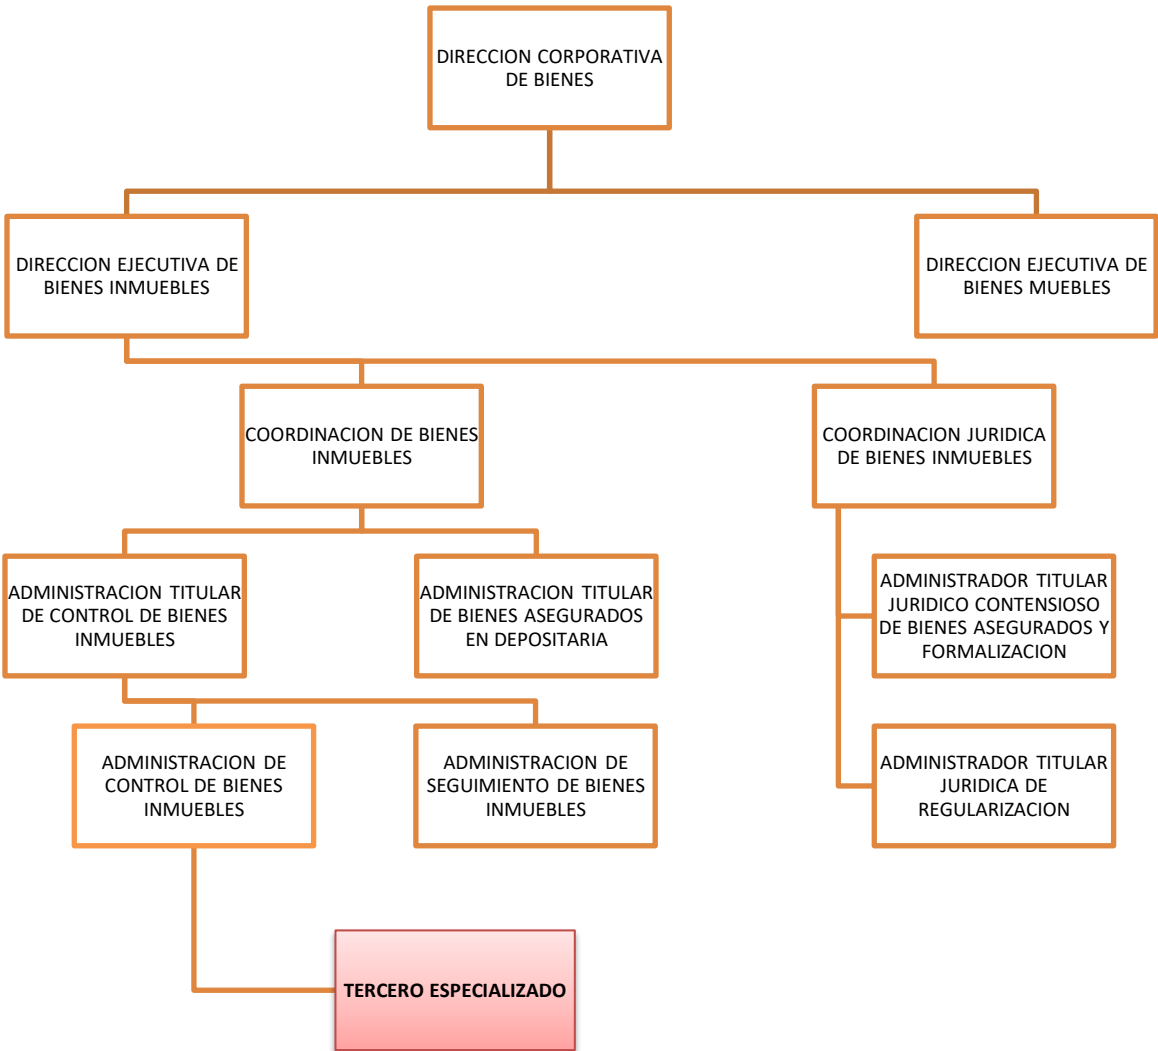 DIRECCION CORPORATIVA
DE BIENES
DIRECCION EJECUTIVA DE
BIENES INMUEBLES
DIRECCION EJECUTIVA DE
BIENES MUEBLES
COORDINACION DE BIENES
INMUEBLES
COORDINACION JURIDICA
DE BIENES INMUEBLES
ADMINISTRACION TITULAR
DE CONTROL DE BIENES
INMUEBLES
ADMINISTRACION TITULAR
DE BIENES ASEGURADOS
EN DEPOSITARIA
ADMINISTRADOR TITULAR
JURIDICO CONTENSIOSO
DE BIENES ASEGURADOS Y
FORMALIZACION
ADMINISTRACION DE
CONTROL DE BIENES
INMUEBLES
ADMINISTRACION DE
SEGUIMIENTO DE BIENES
INMUEBLES
ADMINISTRADOR TITULAR
JURIDICA DE
REGULARIZACION
TERCERO ESPECIALIZADO